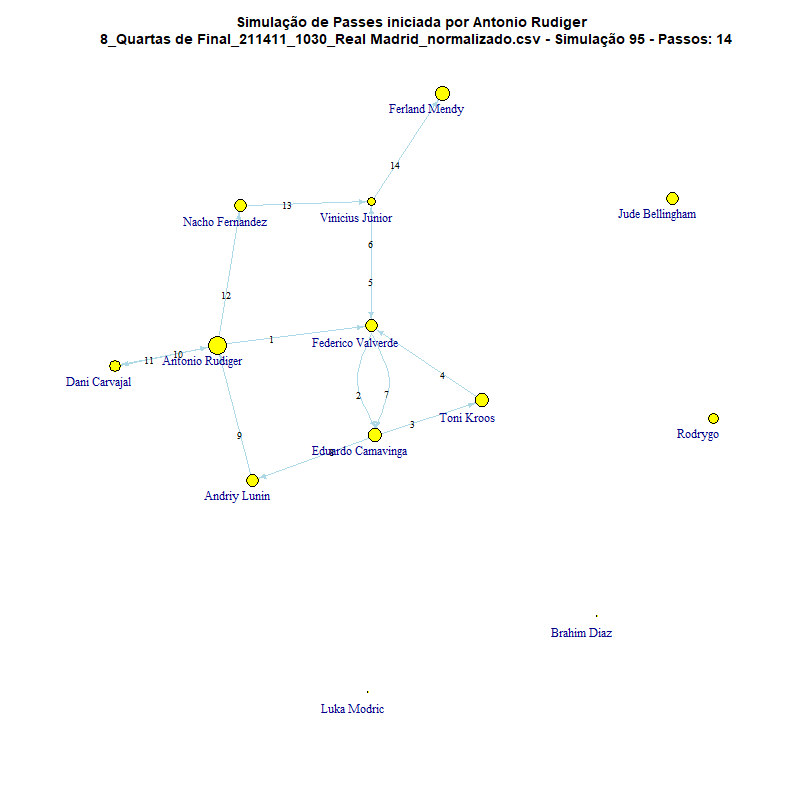 Simulação de Passes iniciada por Antonio Rudiger
8_Quartas de Final_211411_1030_Real Madrid_normalizado.csv - Simulação 95 - Passos: 14
Ferland Mendy
14
Jude Bellingham
13
Nacho Fernandez
Vinicius Junior
6
5
12
1
Federico Valverde
10
11
Antonio Rudiger
Dani Carvajal
4
2
7
Toni Kroos
Rodrygo
3
9
Eduardo Camavinga
8
Andriy Lunin
Brahim Diaz
Luka Modric